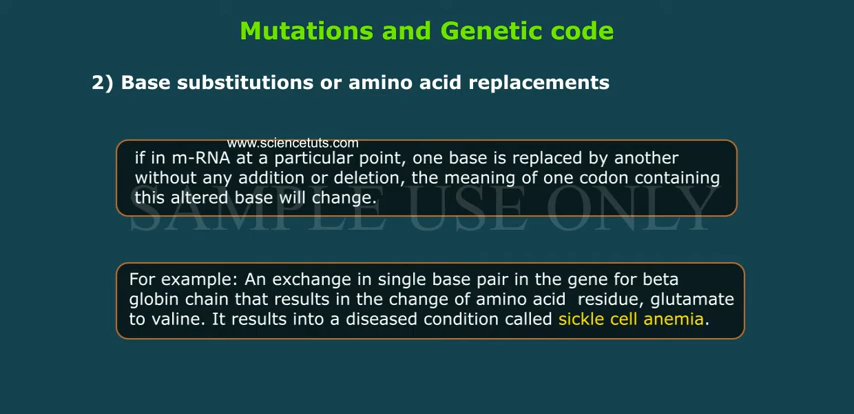 Mutations and Genetic code
2) Base substitutions or amino acid replacements
www.sciencetuts.com
if in m-RNA at a particular point, one base is replaced by another
without any addition or deletion, the meaning of one codon containing
this altered base will change.
SAMPLE USE ONLY
For example: An exchange in single base pair in the gene for beta
globin chain that results in the change of amino acid residue, glutamate
to valine. It results into a diseased condition called sickle cell anemia.